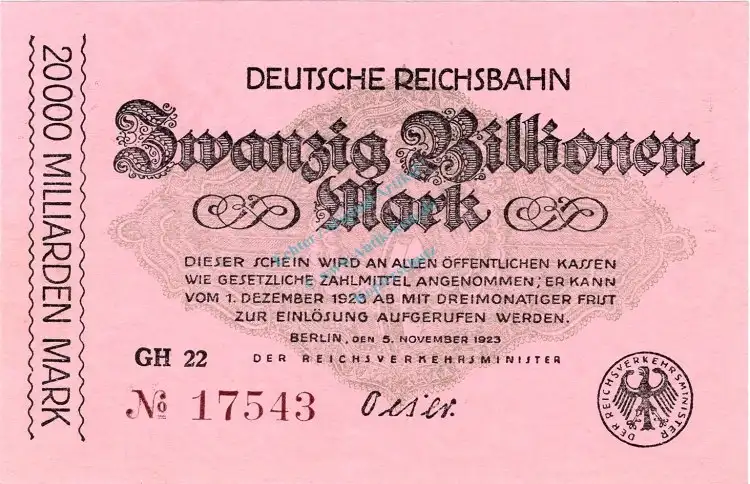 20000 MILLIARDEN MARK
DEUTSCHE REICHSBAHN
Zwanzig Billionen
Mark
DIESER SCHEIN WIRD AN ALLEN ÖFFENTLICHEN KASSEN
WIE GESETZLICHE ZAHLMITTEL ANGENOMMEN; ER KANN
VOM 1. DEZEMBER 1923 AB MIT DREIMONATIGER FRIST
ZUR EINLÖSUNG AUFGERUFEN WERDEN.
BERLIN, DEN 5. NOVEMBER 1923
DER REICHSVERKEHRSMINISTER
GH 22
№ 17543
Oeser.
DER REICHSVERKEHRSMINISTER